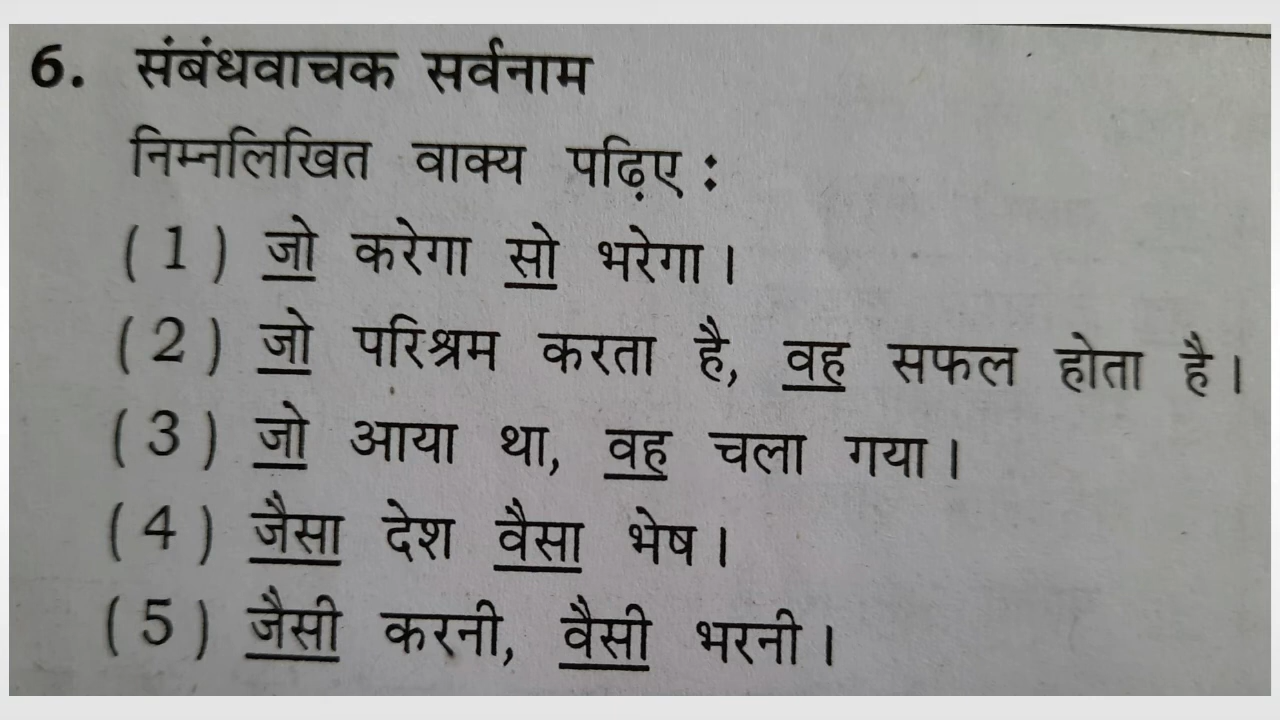 6. संबंधवाचक सर्वनाम
निम्नलिखित वाक्य पढ़िए :
( 1 ) जो करेगा सो भरेगा ।
( 2 ) जो परिश्रम करता है, वह सफल होता है ।
( 3 ) जो आया था, वह चला गया ।
( 4 ) जैसा देश वैसा भेष ।
( 5 ) जैसी करनी, वैसी भरनी ।